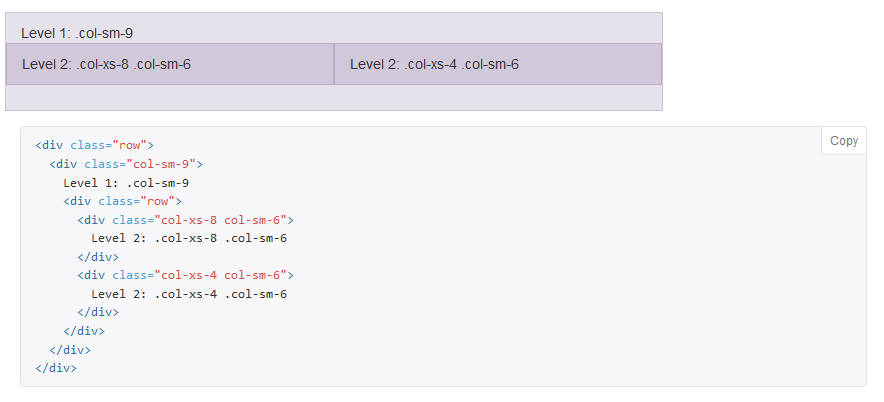 Level 1: .col-sm-9
Level 2: .col-xs-8 .col-sm-6
Level 2: .col-xs-4 .col-sm-6
Copy
<div class="row">
  <div class="col-sm-9">
    Level 1: .col-sm-9
    <div class="row">
      <div class="col-xs-8 col-sm-6">
        Level 2: .col-xs-8 .col-sm-6
      </div>
      <div class="col-xs-4 col-sm-6">
        Level 2: .col-xs-4 .col-sm-6
      </div>
    </div>
  </div>
</div>